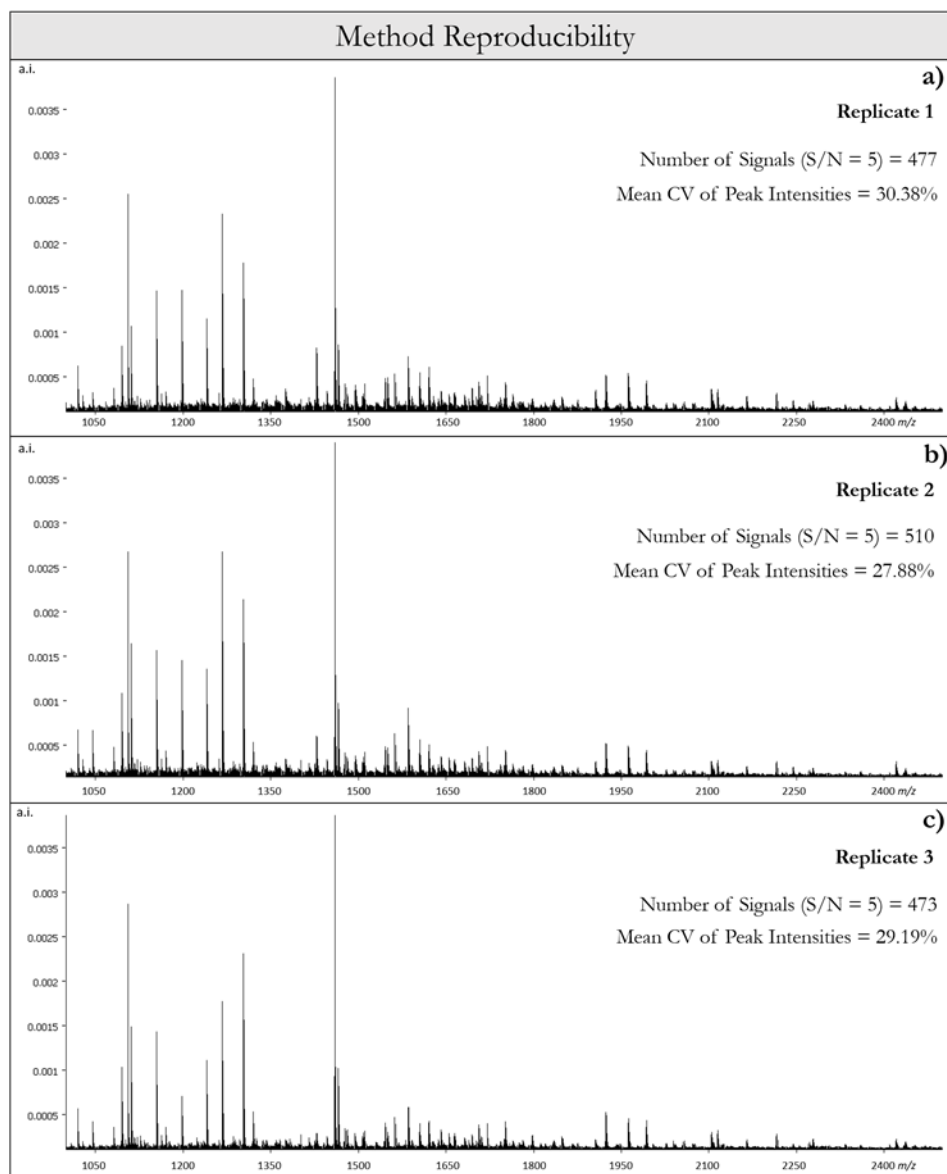 Method Reproducibility
a.i.
a)
Replicate 1
Number of Signals (S/N = 5) = 477
Mean CV of Peak Intensities = 30.38%
0.0035
0.003
0.0025
0.002
0.0015
0.001
0.0005
1050 1200 1350 1500 1650 1800 1950 2100 2250 2400 m/z
a.i.
b)
Replicate 2
Number of Signals (S/N = 5) = 510
Mean CV of Peak Intensities = 27.88%
0.0035
0.003
0.0025
0.002
0.0015
0.001
0.0005
1050 1200 1350 1500 1650 1800 1950 2100 2250 2400 m/z
a.i.
c)
Replicate 3
Number of Signals (S/N = 5) = 473
Mean CV of Peak Intensities = 29.19%
0.0035
0.003
0.0025
0.002
0.0015
0.001
0.0005
1050 1200 1350 1500 1650 1800 1950 2100 2250 2400 m/z